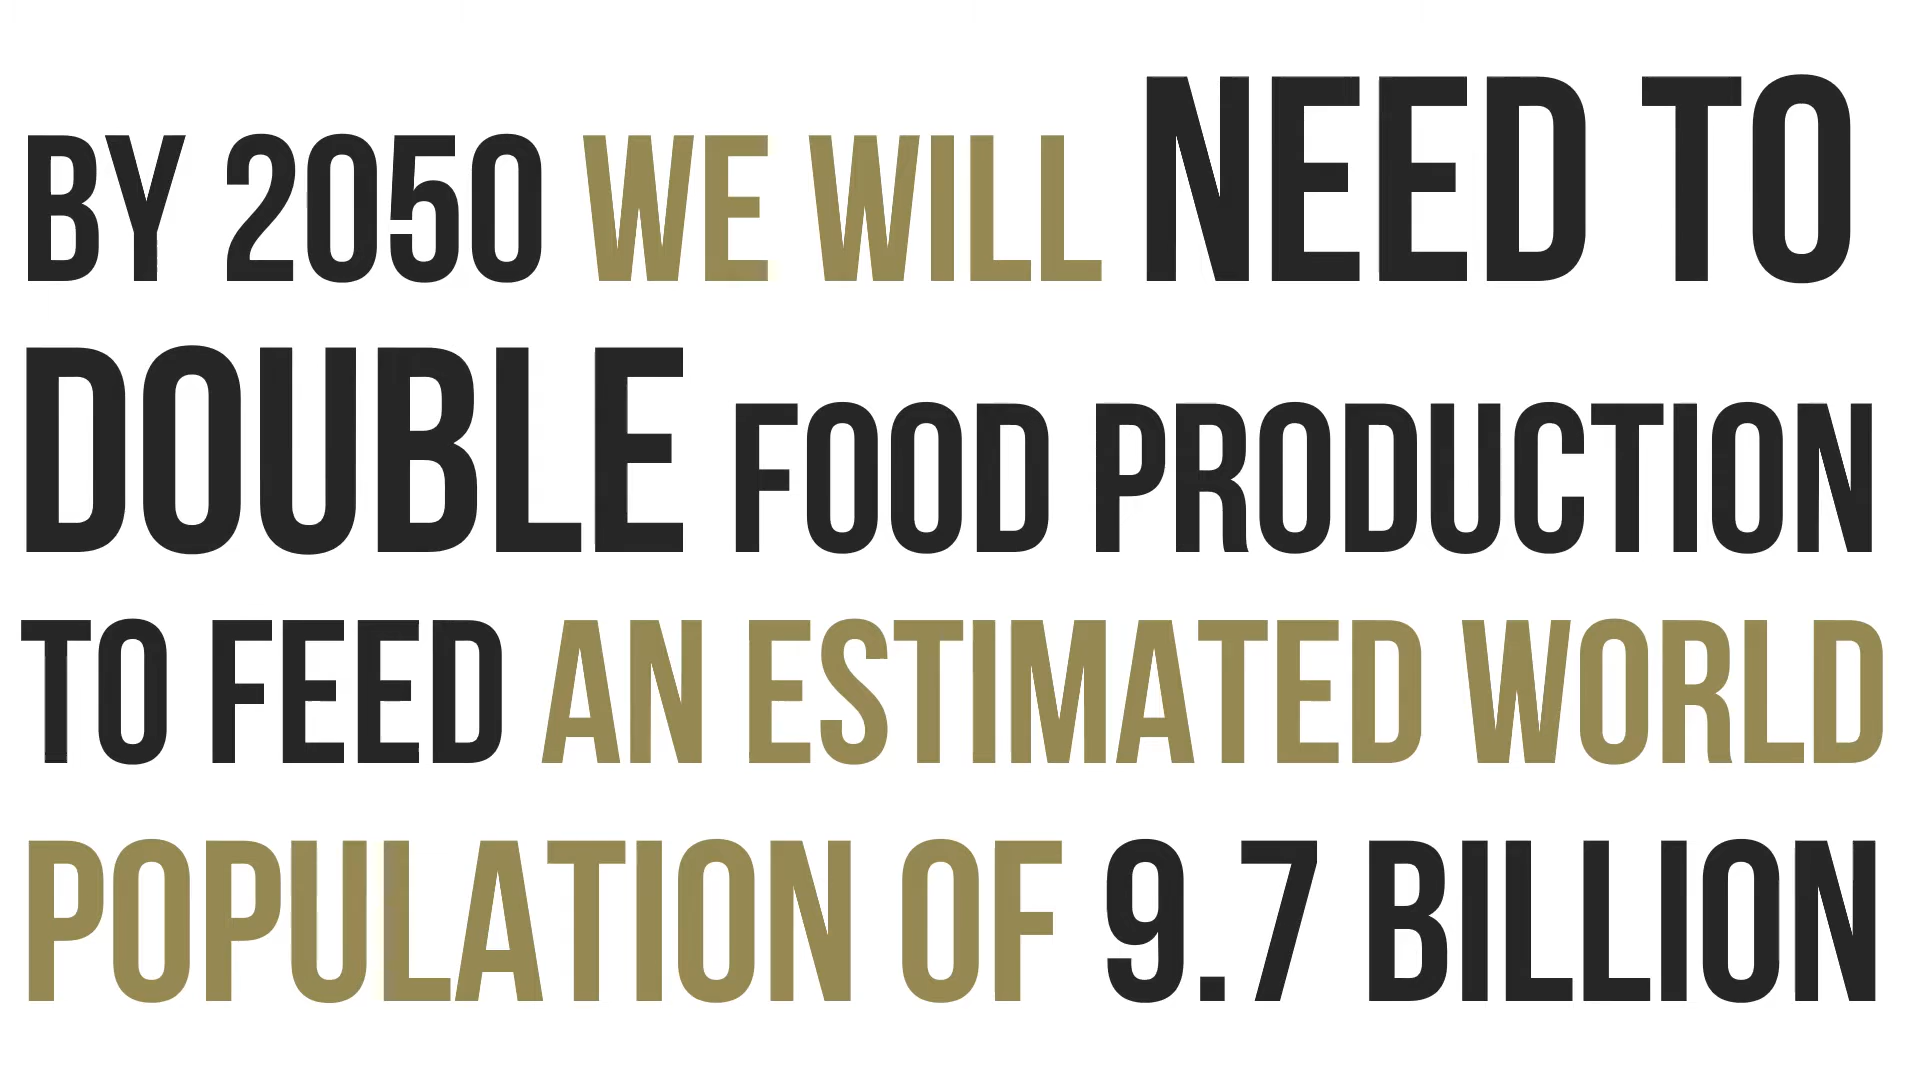 BY 2050 WE WILL NEED TO
DOUBLE FOOD PRODUCTION
TO FEED AN ESTIMATED WORLD
POPULATION OF 9.7 BILLION